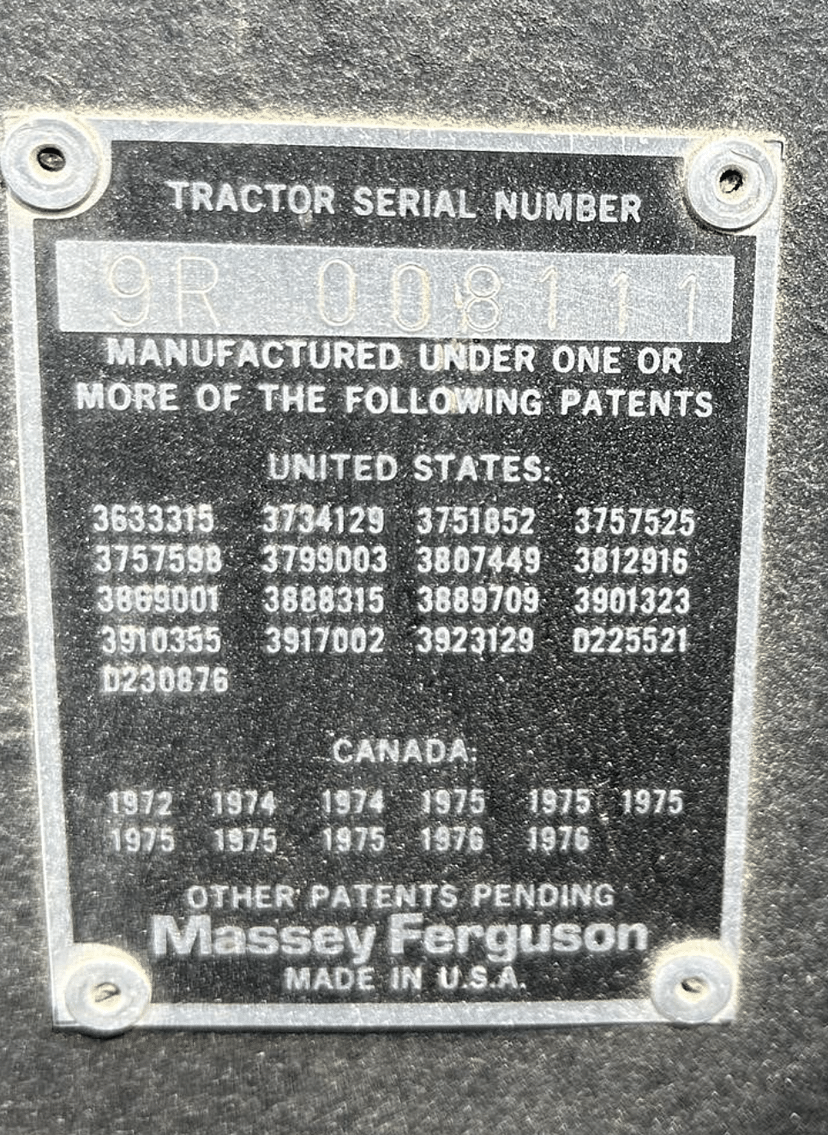 TRACTOR SERIAL NUMBER
9R 008111
MANUFACTURED UNDER ONE OR
MORE OF THE FOLLOWING PATENTS
UNITED STATES:
3633315 3734129 3751852 3757525
3757598 3799003 3807449 3812916
3869001 3888315 3889709 3901323
3910355 3917002 3923129 D225521
D230876
CANADA:
1972 1974 1974 1975 1975 1975
1975 1975 1975 1976 1976
OTHER PATENTS PENDING
Massey Ferguson
MADE IN U.S.A.